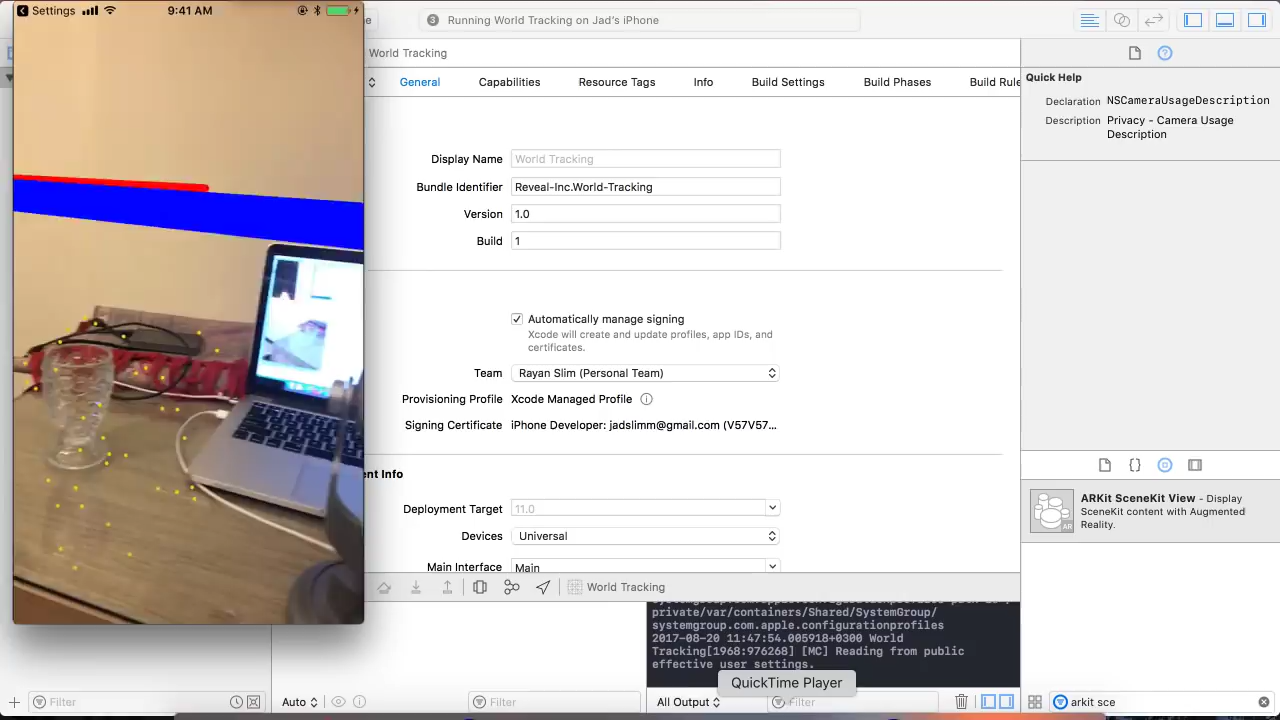 Settings
9:41 AM
3 Running World Tracking on Jad's iPhone
World Tracking
General
Capabilities
Resource Tags
Info
Build Settings
Build Phases
Build Rule
Display Name
World Tracking
Bundle Identifier
Reveal-Inc.World-Tracking
Version
1.0
Build
1
Automatically manage signing
Xcode will create and update profiles, app IDs, and
certificates.
Team
Rayan Slim (Personal Team)
Provisioning Profile
Xcode Managed Profile
Signing Certificate
iPhone Developer: jadslimm@gmail.com (V57V57...
ent Info
Deployment Target
11.0
Devices
Universal
Main Interface
Main
World Tracking
private/var/containers/Shared/SystemGroup/
systemgroup.com.apple.configurationprofiles
2017-08-20 11:47:54.005918+0300 World
Tracking[1968:976268] [MC] Reading from public
effective user settings.
QuickTime Player
Filter
Auto
Filter
All Output
Filter
Quick Help
Declaration
NSCameraUsageDescription
Description
Privacy - Camera Usage
Description
ARKit SceneKit View - Display
SceneKit content with Augmented
Reality.
AR
arkit sce